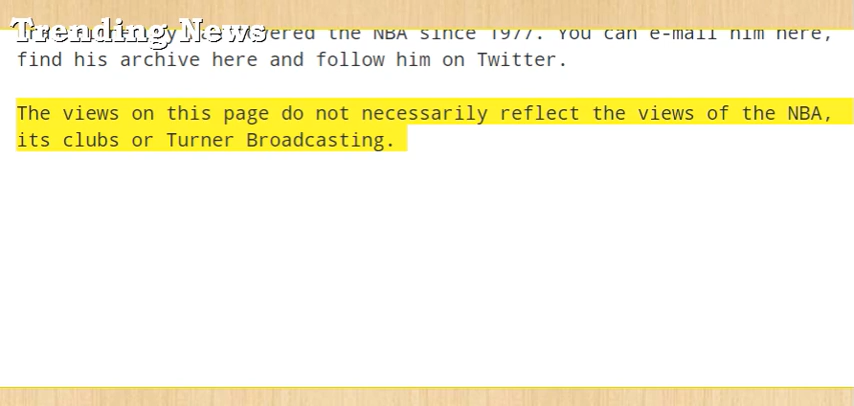 Trending News
vered the NBA since 1977. You can e-mail him here,
find his archive here and follow him on Twitter.
The views on this page do not necessarily reflect the views of the NBA,
its clubs or Turner Broadcasting.